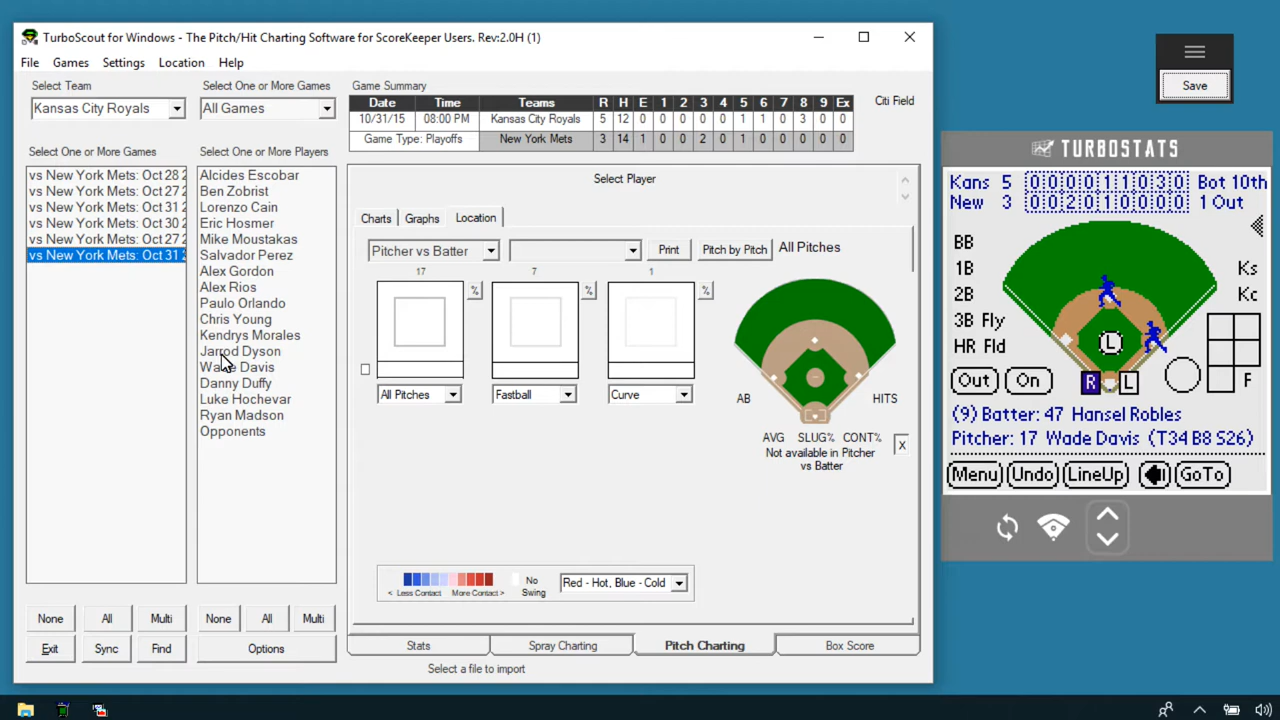 TurboScout for Windows - The Pitch/Hit Charting Software for ScoreKeeper Users. Rev:2.0H (1)
File Games Settings Location Help
Select Team
Select One or More Games
Kansas City Royals
All Games
Select One or More Games
Select One or More Players
vs New York Mets: Oct 28 2
vs New York Mets: Oct 27 2
vs New York Mets: Oct 31 2
vs New York Mets: Oct 30 2
vs New York Mets: Oct 27 2
vs New York Mets: Oct 31 2
Alcides Escobar
Ben Zobrist
Lorenzo Cain
Eric Hosmer
Mike Moustakas
Salvador Perez
Alex Gordon
Alex Rios
Paulo Orlando
Chris Young
Kendrys Morales
Jarrod Dyson
Wade Davis
Danny Duffy
Luke Hochevar
Ryan Madson
Opponents
None All Multi
None All Multi
Exit Sync Find
Options
Game Summary
Date Time Teams R H E 1 2 3 4 5 6 7 8 9 Ex
10/31/15 08:00 PM Kansas City Royals 5 12 0 0 0 0 0 1 1 0 3 0 0
Game Type: Playoffs New York Mets 3 14 1 0 0 2 0 1 0 0 0 0 0
Citi Field
Select Player
Charts Graphs Location
Pitcher vs Batter
Print
Pitch by Pitch
All Pitches
17
7
1
%
%
%
All Pitches
Fastball
Curve
AB
HITS
AVG SLUG% CONT%
Not available in Pitcher
vs Batter
X
< Less Contact More Contact >
No
Swing
Red - Hot, Blue - Cold
Stats Spray Charting Pitch Charting Box Score
Select a file to import
Save
TURBOSTATS
Kans 5 0 0 0 0 1 1 0 3 0 Bot 10th
New 3 0 0 2 0 1 0 0 0 0 1 Out
BB
1B
2B
3B Fly
HR Fld
Ks
Kc
F
L
Out On
R L
(9) Batter: 47 Hansel Robles
Pitcher: 17 Wade Davis (T34 B8 S26)
Menu Undo LineUp GoTo